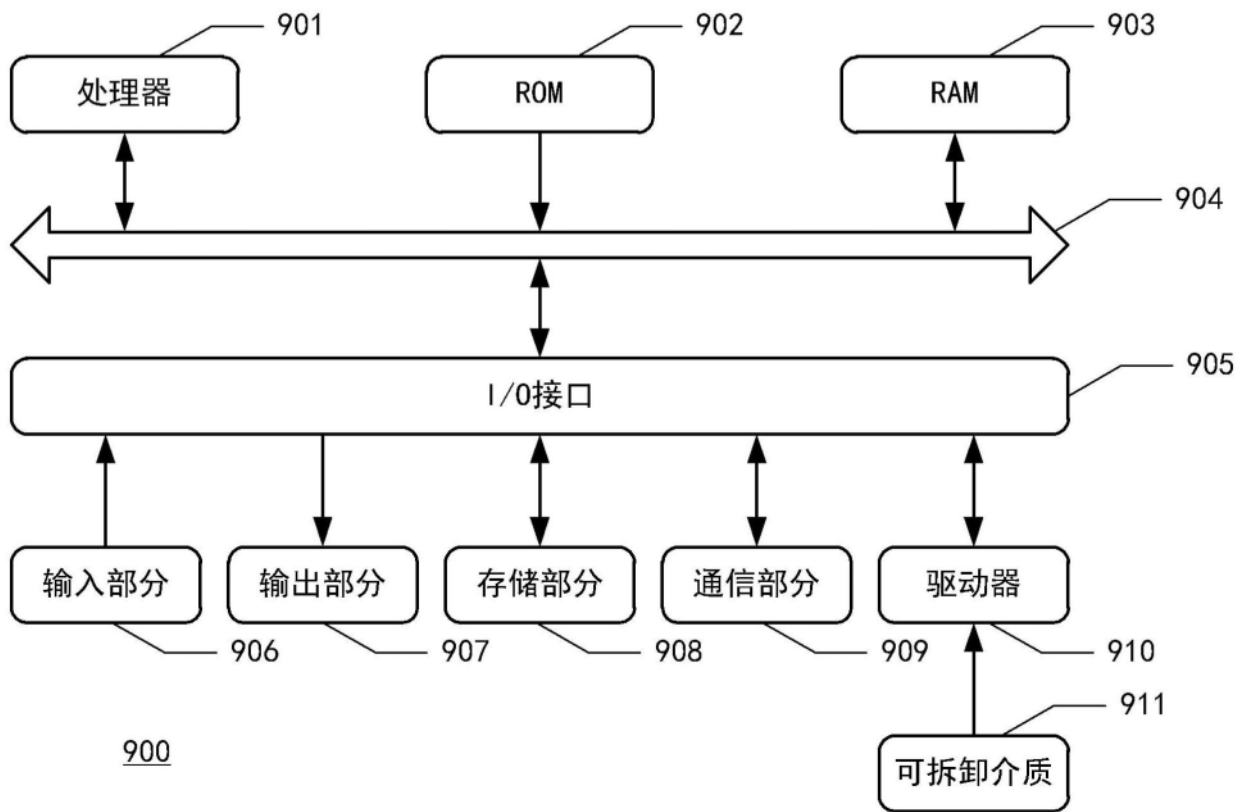 901
902
903
处理器
ROM
RAM
904
905
I/O接口
输入部分
输出部分
存储部分
通信部分
驱动器
906
907
908
909
910
911
900
可拆卸介质